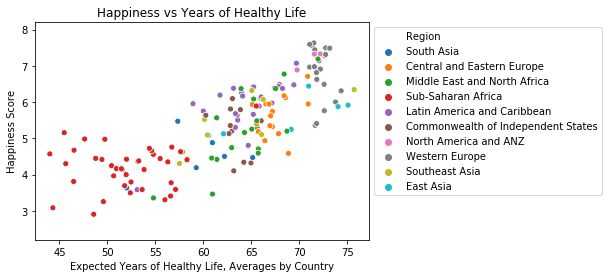 Happiness vs Years of Healthy Life
Happiness Score
8
7
6
5
4
3
45
50
55
60
65
70
75
Expected Years of Healthy Life, Averages by Country
Region
South Asia
Central and Eastern Europe
Middle East and North Africa
Sub-Saharan Africa
Latin America and Caribbean
Commonwealth of Independent States
North America and ANZ
Western Europe
Southeast Asia
East Asia